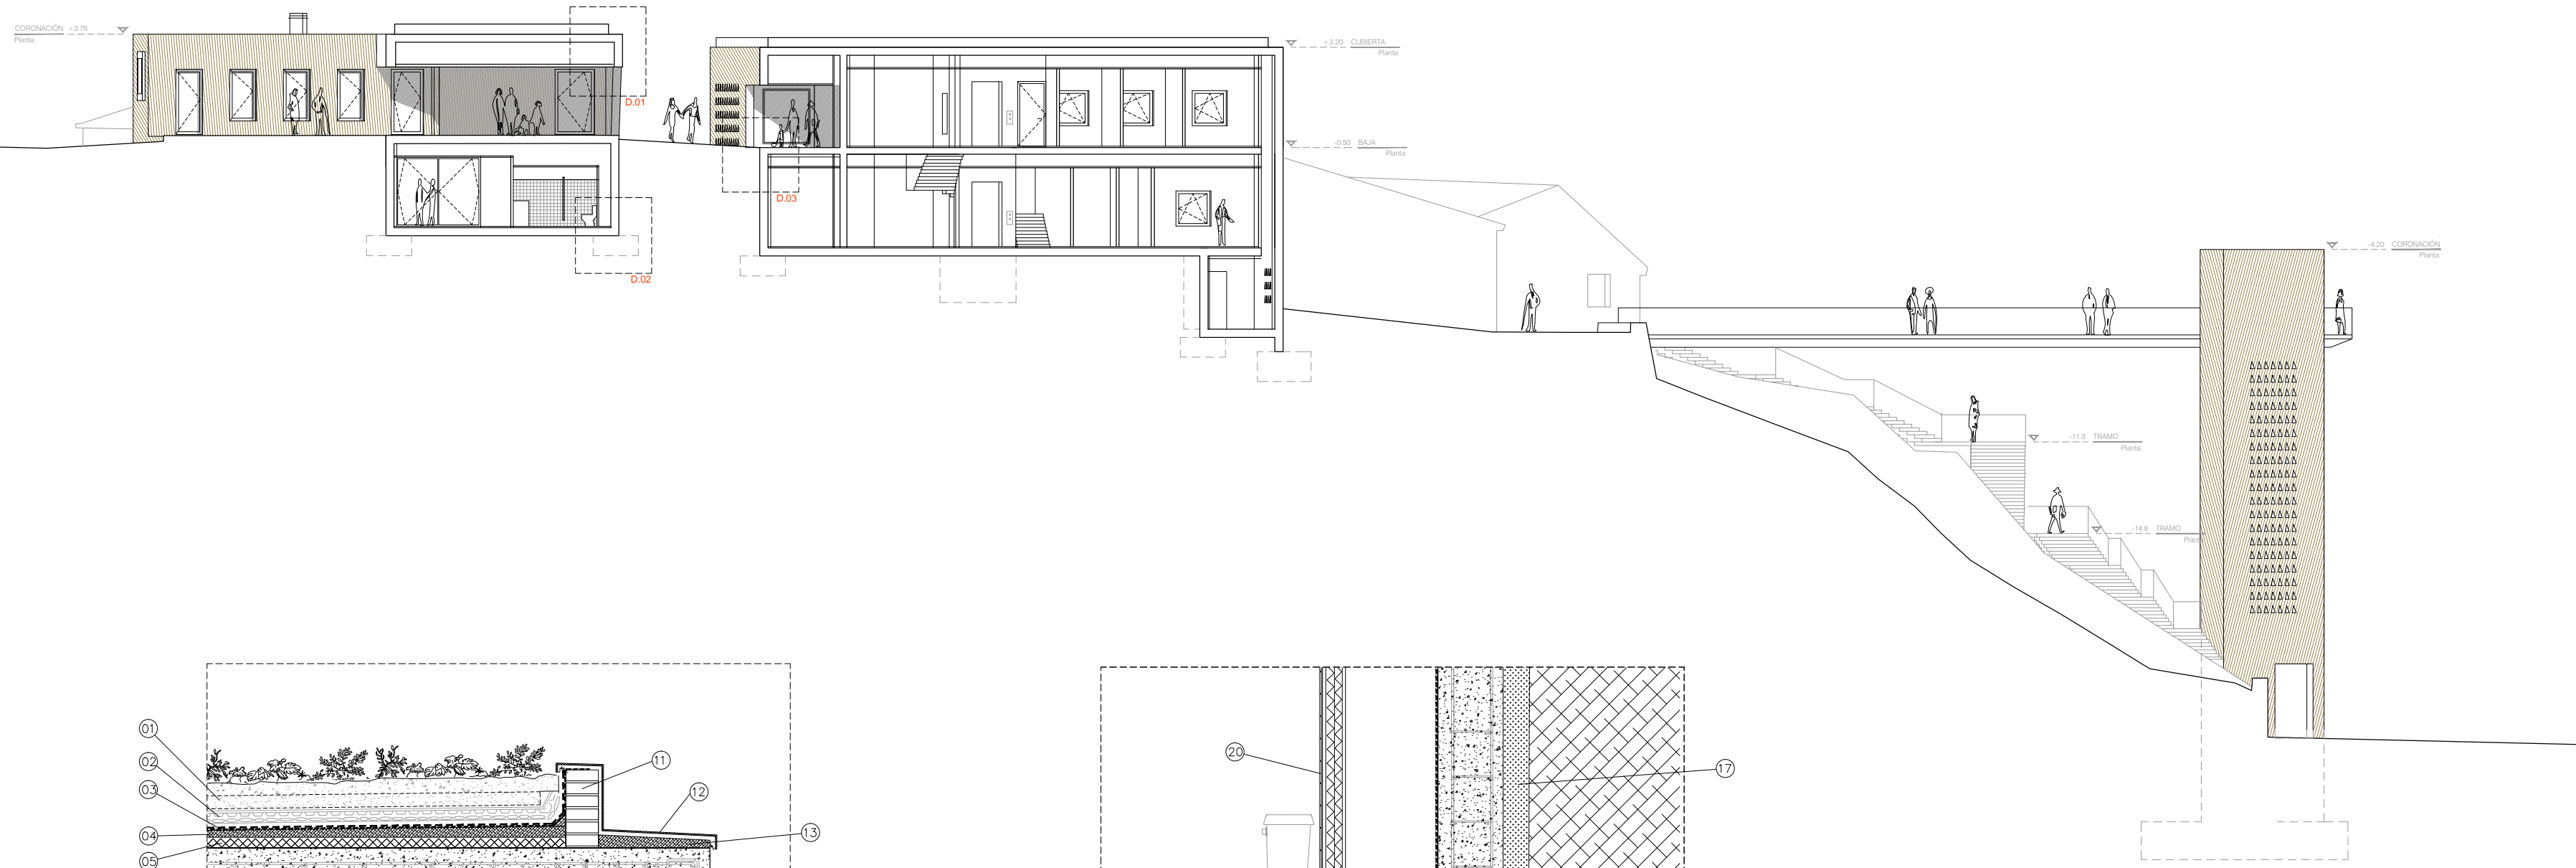 CORONACIÓN +3.70
Planta
D.01
D.02
D.03
+3.20 CUBIERTA
Planta
-0.50 BAJA
Planta
-4.20 CORONACIÓN
Planta
-11.3 TRAMO
Planta
-14.6 TRAMO
Planta
01
02
03
04
05
11
12
13
20
17